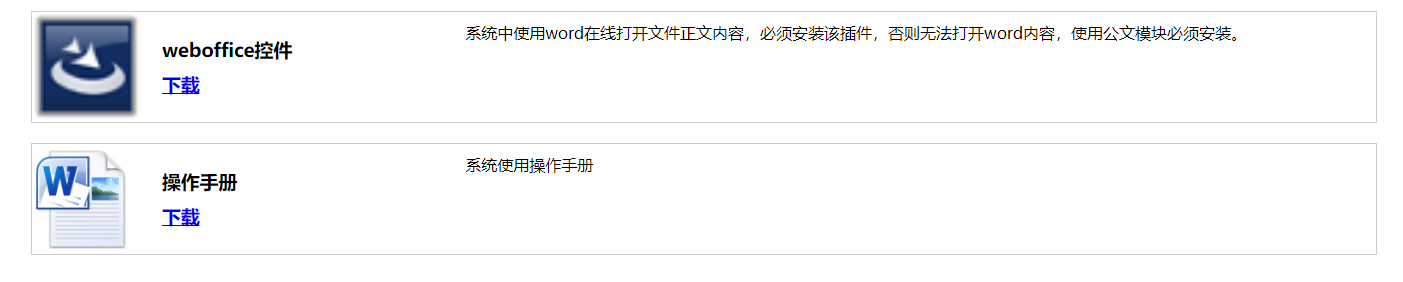 weboffice控件
系统中使用word在线打开文件正文内容，必须安装该插件，否则无法打开word内容，使用公文模块必须安装。
下载
W
操作手册
系统使用操作手册
下载